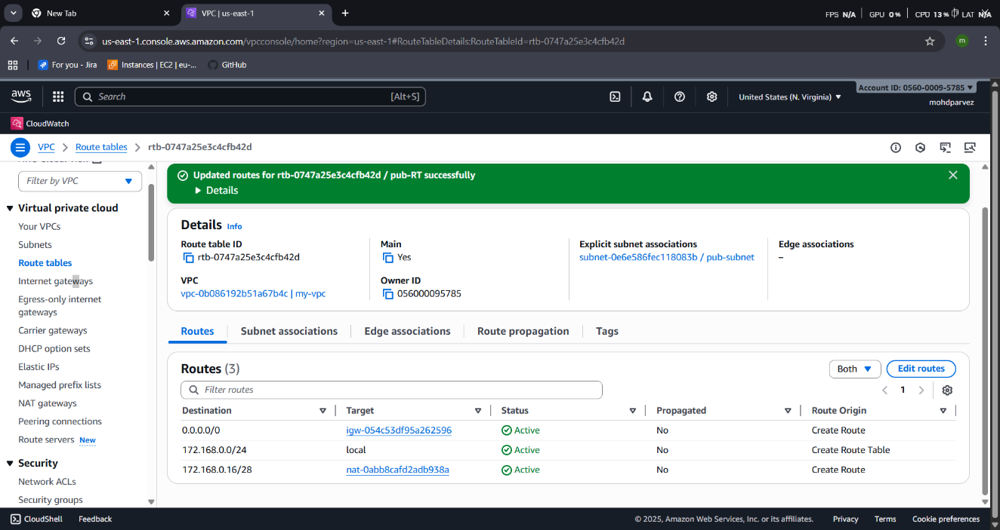 New Tab
VPC | us-east-1
FPS N/A GPU 0% CPU 13% LAT N/A
us-east-1.console.aws.amazon.com/vpcconsole/home?region=us-east-1#RouteTableDetails:RouteTableId=rtb-0747a25e3c4cfb42d
m
For you - Jira
Instances | EC2 | eu-...
GitHub
aws
Search
[Alt+S]
United States (N. Virginia)
Account ID: 0560-0009-5785
mohdparvez
CloudWatch
VPC
Route tables
rtb-0747a25e3c4cfb42d
Filter by VPC
Virtual private cloud
Your VPCs
Subnets
Route tables
Internet gateways
Egress-only internet
gateways
Carrier gateways
DHCP option sets
Elastic IPs
Managed prefix lists
NAT gateways
Peering connections
Route servers New
Security
Network ACLs
Security groups
Updated routes for rtb-0747a25e3c4cfb42d / pub-RT successfully
Details
Details Info
Route table ID
rtb-0747a25e3c4cfb42d
Main
Yes
Explicit subnet associations
subnet-0e6e586fec118083b / pub-subnet
Edge associations
–
VPC
vpc-0b086192b51a67b4c | my-vpc
Owner ID
056000095785
Routes
Subnet associations
Edge associations
Route propagation
Tags
Routes (3)
Both
Edit routes
Filter routes
1
Destination Target Status Propagated Route Origin
0.0.0.0/0 igw-054c53df95a262596 Active No Create Route
172.168.0.0/24 local Active No Create Route Table
172.168.0.16/28 nat-0abb8cafd2adb938a Active No Create Route
CloudShell
Feedback
© 2025, Amazon Web Services, Inc. or its affiliates.
Privacy
Terms
Cookie preferences